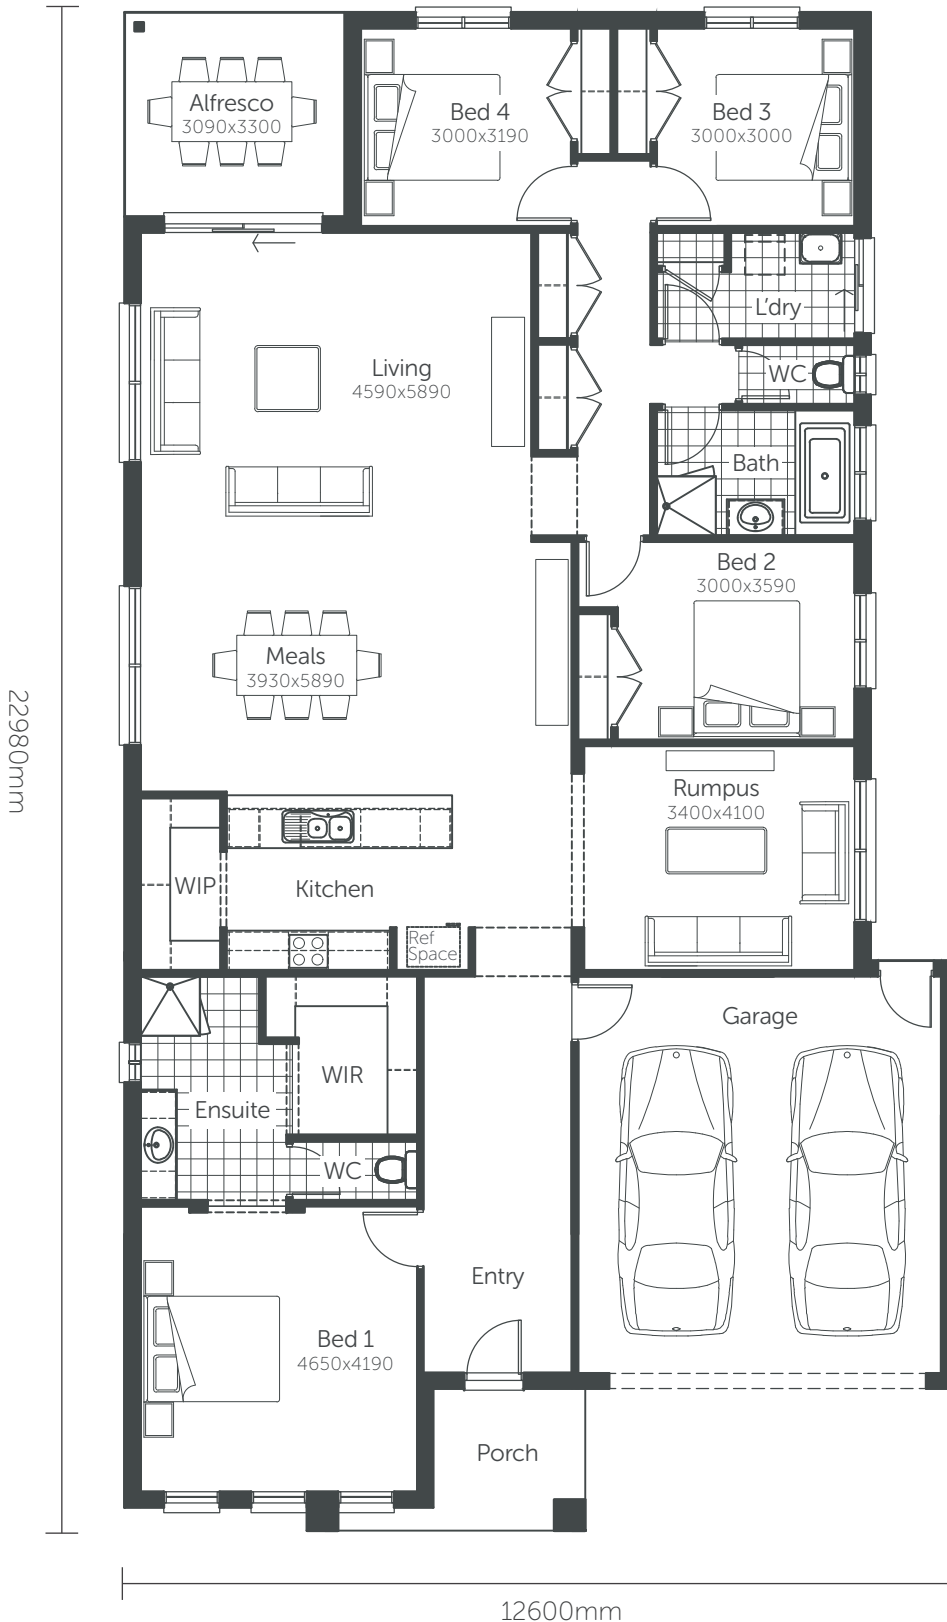 Alfresco
3090x3300
Bed 4
3000x3190
Bed 3
3000x3000
L'dry
Living
4590x5890
WC
Bath
Bed 2
3000x3590
Meals
3930x5890
22980mm
Rumpus
3400x4100
WIP
Kitchen
Ref
Space
Garage
WIR
Ensuite
WC
Entry
Bed 1
4650x4190
Porch
12600mm